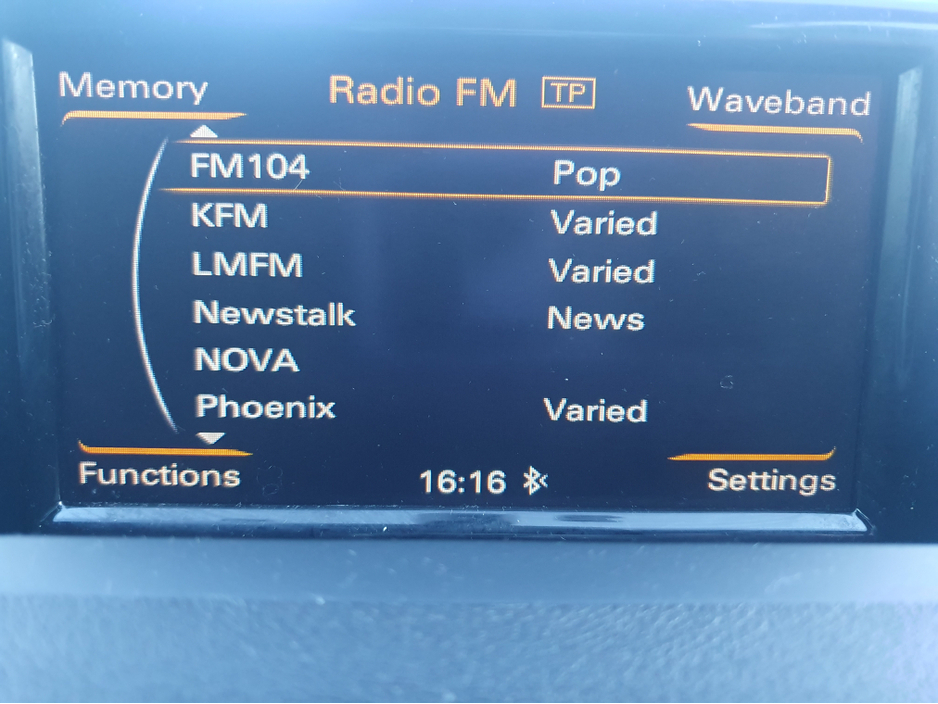 Memory Radio FM TP Waveband
FM104 Pop
KFM Varied
LMFM Varied
Newstalk News
NOVA
Phoenix Varied
Functions 16:16 Settings